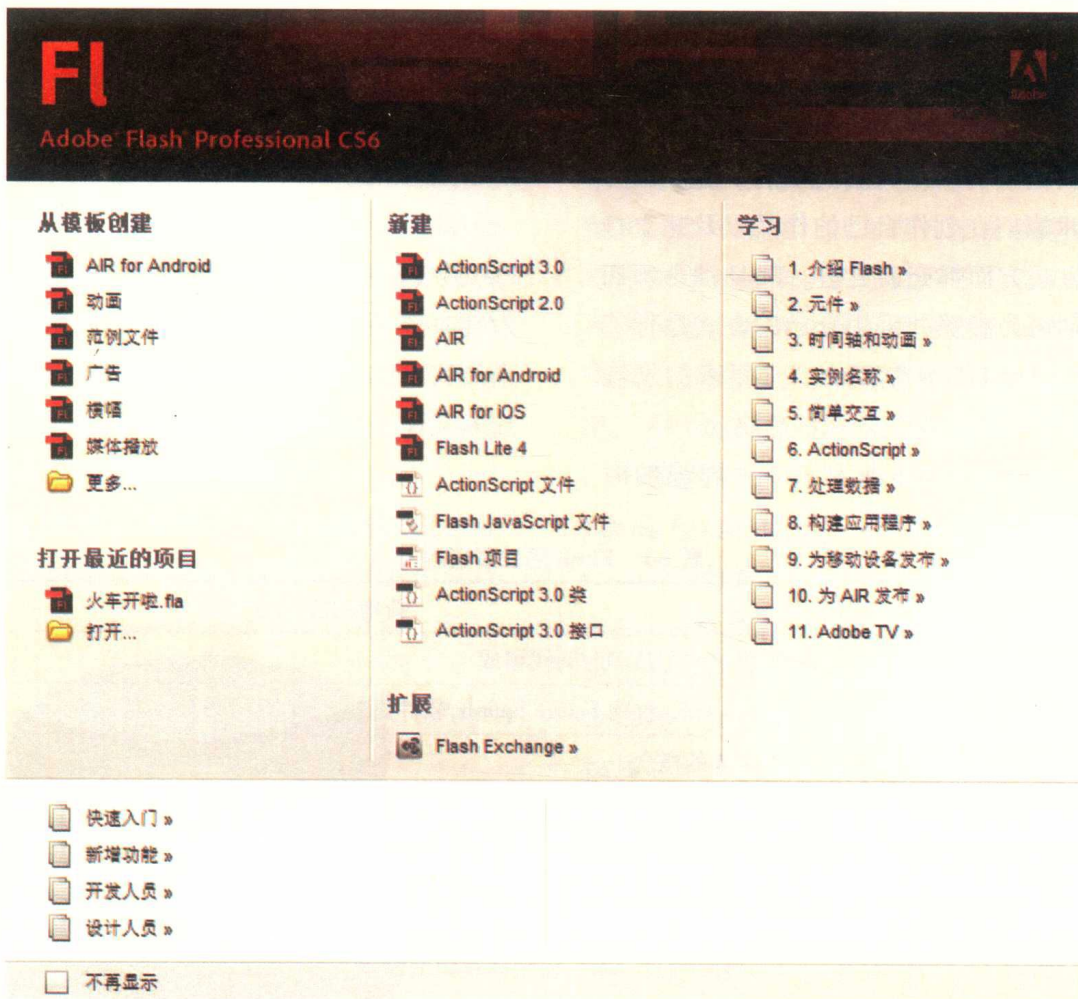 Fl
Adobe
Adobe® Flash® Professional CS6
从模板创建
AIR for Android
动画
范例文件
广告
横幅
媒体播放
更多...
打开最近的项目
火车开啦.fla
打开...
新建
ActionScript 3.0
ActionScript 2.0
AIR
AIR for Android
AIR for iOS
Flash Lite 4
ActionScript 文件
Flash JavaScript 文件
Flash 项目
ActionScript 3.0 类
ActionScript 3.0 接口
扩展
Flash Exchange »
学习
1. 介绍 Flash »
2. 元件 »
3. 时间轴和动画 »
4. 实例名称 »
5. 简单交互 »
6. ActionScript »
7. 处理数据 »
8. 构建应用程序 »
9. 为移动设备发布 »
10. 为 AIR 发布 »
11. Adobe TV »
快速入门 »
新增功能 »
开发人员 »
设计人员 »
不再显示